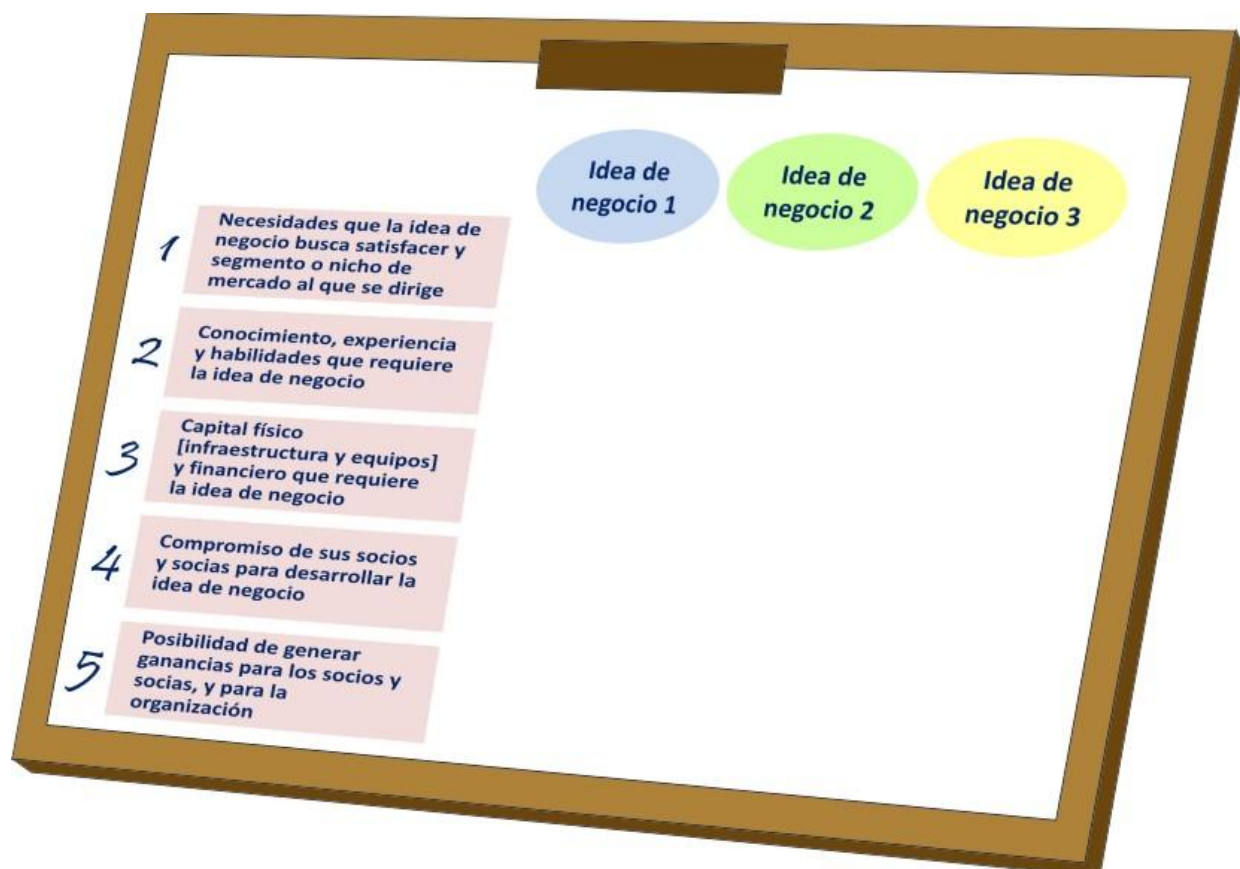 Idea de
negocio 1
Idea de
negocio 2
Idea de
negocio 3
1
Necesidades que la idea de
negocio busca satisfacer y
segmento o nicho de
mercado al que se dirige
2
Conocimiento, experiencia
y habilidades que requiere
la idea de negocio
3
Capital físico
[infraestructura y equipos]
y financiero que requiere
la idea de negocio
4
Compromiso de sus socios
y socias para desarrollar la
idea de negocio
5
Posibilidad de generar
ganancias para los socios y
socias, y para la
organización